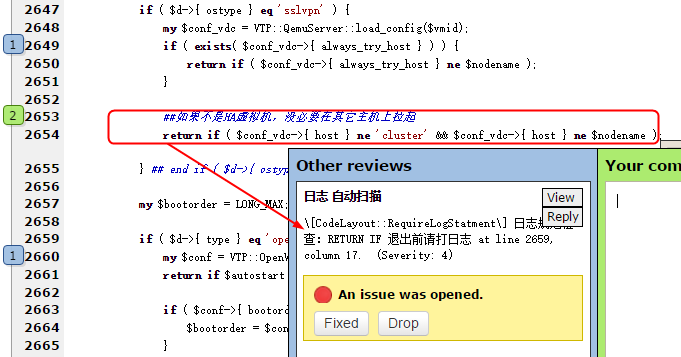 2647 if ( $d->{ ostype } eq 'sslvpn' ) {
2648 my $conf_vdc = VTP::QemuServer::load_config($vmid);
1 2649 if ( exists( $conf_vdc->{ always_try_host } ) ) {
2650 return if ( $conf_vdc->{ always_try_host } ne $nodename );
2651 }
2652
2 2653 ##如果不是HA虚拟机，没必要在其它主机上拉起
2654 return if ( $conf_vdc->{ host } ne 'cluster' && $conf_vdc->{ host } ne $nodename );
2655 } ## end if ( $d->{ ostyp
2656
2657 my $bootorder = LONG_MAX;
2658
2659 if ( $d->{ type } eq 'ope
1 2660 my $conf = VTP::OpenV
2661 return if $autostart
2662
2663 if ( $conf->{ bootord
2664 $bootorder = $con
2665 }
Other reviews
日志 自动扫描
View
Reply
\[CodeLayout::RequireLogStatment\] 日志
查: RETURN IF 退出前请打日志 at line 2659,
column 17. (Severity: 4)
An issue was opened.
Fixed Drop
Your com